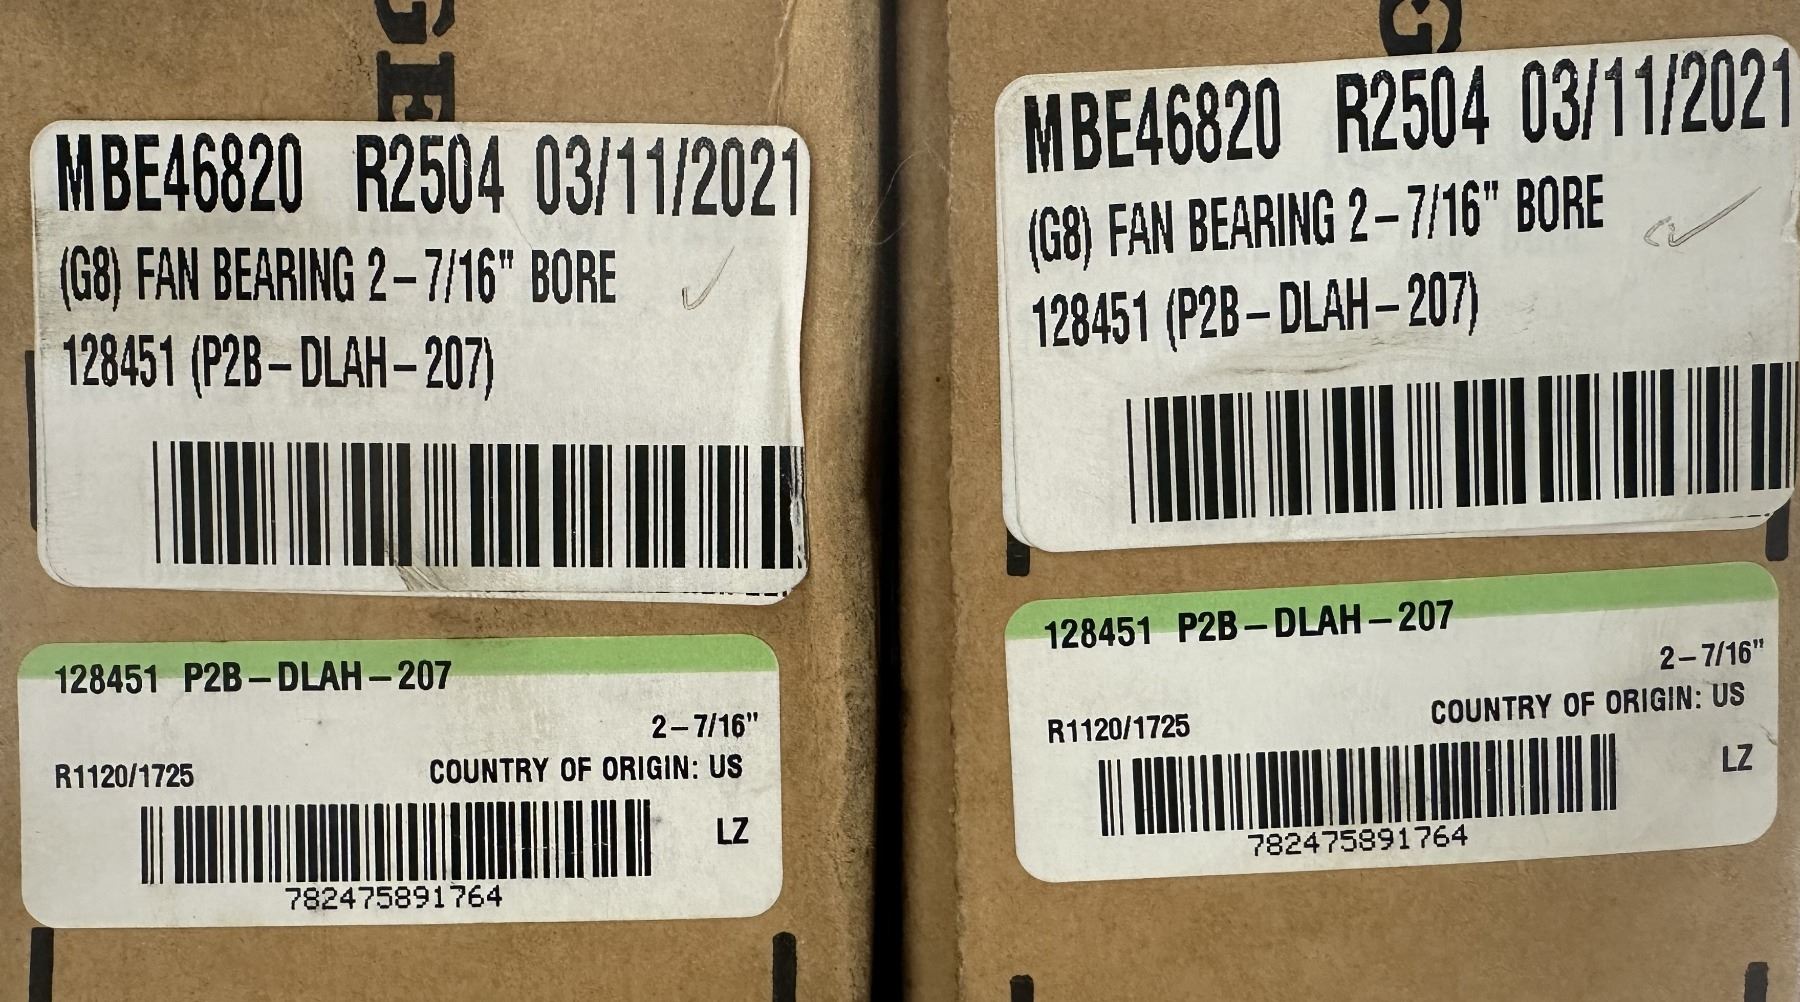 GE
MBE46820 R2504 03/11/2021
(G8) FAN BEARING 2-7/16" BORE
128451 (P2B-DLAH-207)
128451 P2B-DLAH-207
2-7/16"
R1120/1725 COUNTRY OF ORIGIN: US
LZ
782475891764
G
MBE46820 R2504 03/11/2021
(G8) FAN BEARING 2-7/16" BORE
128451 (P2B-DLAH-207)
128451 P2B-DLAH-207
2-7/16"
R1120/1725 COUNTRY OF ORIGIN: US
LZ
782475891764